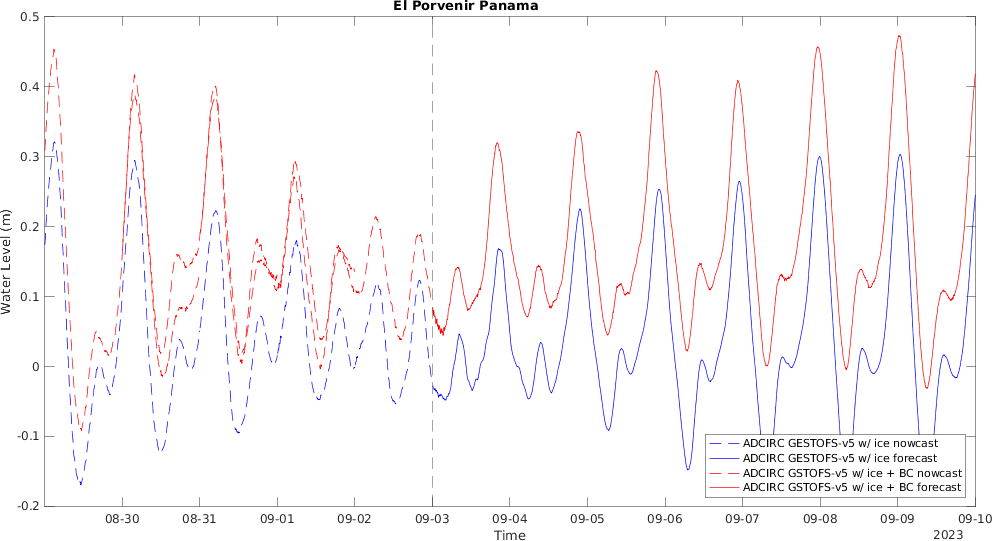 El Porvenir Panama
0.5
0.4
0.3
0.2
0.1
0
-0.1
-0.2
Water Level (m)
ADCIRC GESTOFS-v5 w/ ice nowcast
ADCIRC GESTOFS-v5 w/ ice forecast
ADCIRC GSTOFS-v5 w/ ice + BC nowcast
ADCIRC GSTOFS-v5 w/ ice + BC forecast
08-30 08-31 09-01 09-02 09-03 09-04 09-05 09-06 09-07 09-08 09-09 09-10
Time
2023